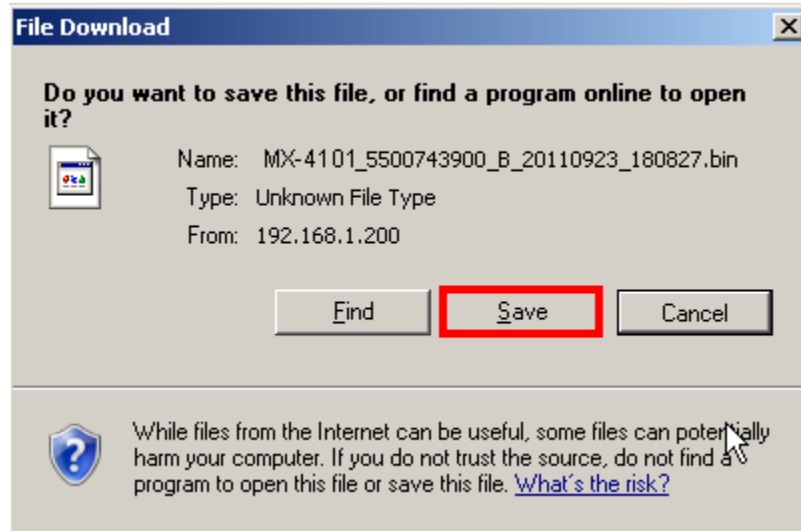 File Download
Do you want to save this file, or find a program online to open
it?
Name: MX-4101_5500743900_B_20110923_180827.bin
Type: Unknown File Type
From: 192.168.1.200
Find Save Cancel
While files from the Internet can be useful, some files can potentially
harm your computer. If you do not trust the source, do not find a
program to open this file or save this file. What's the risk?